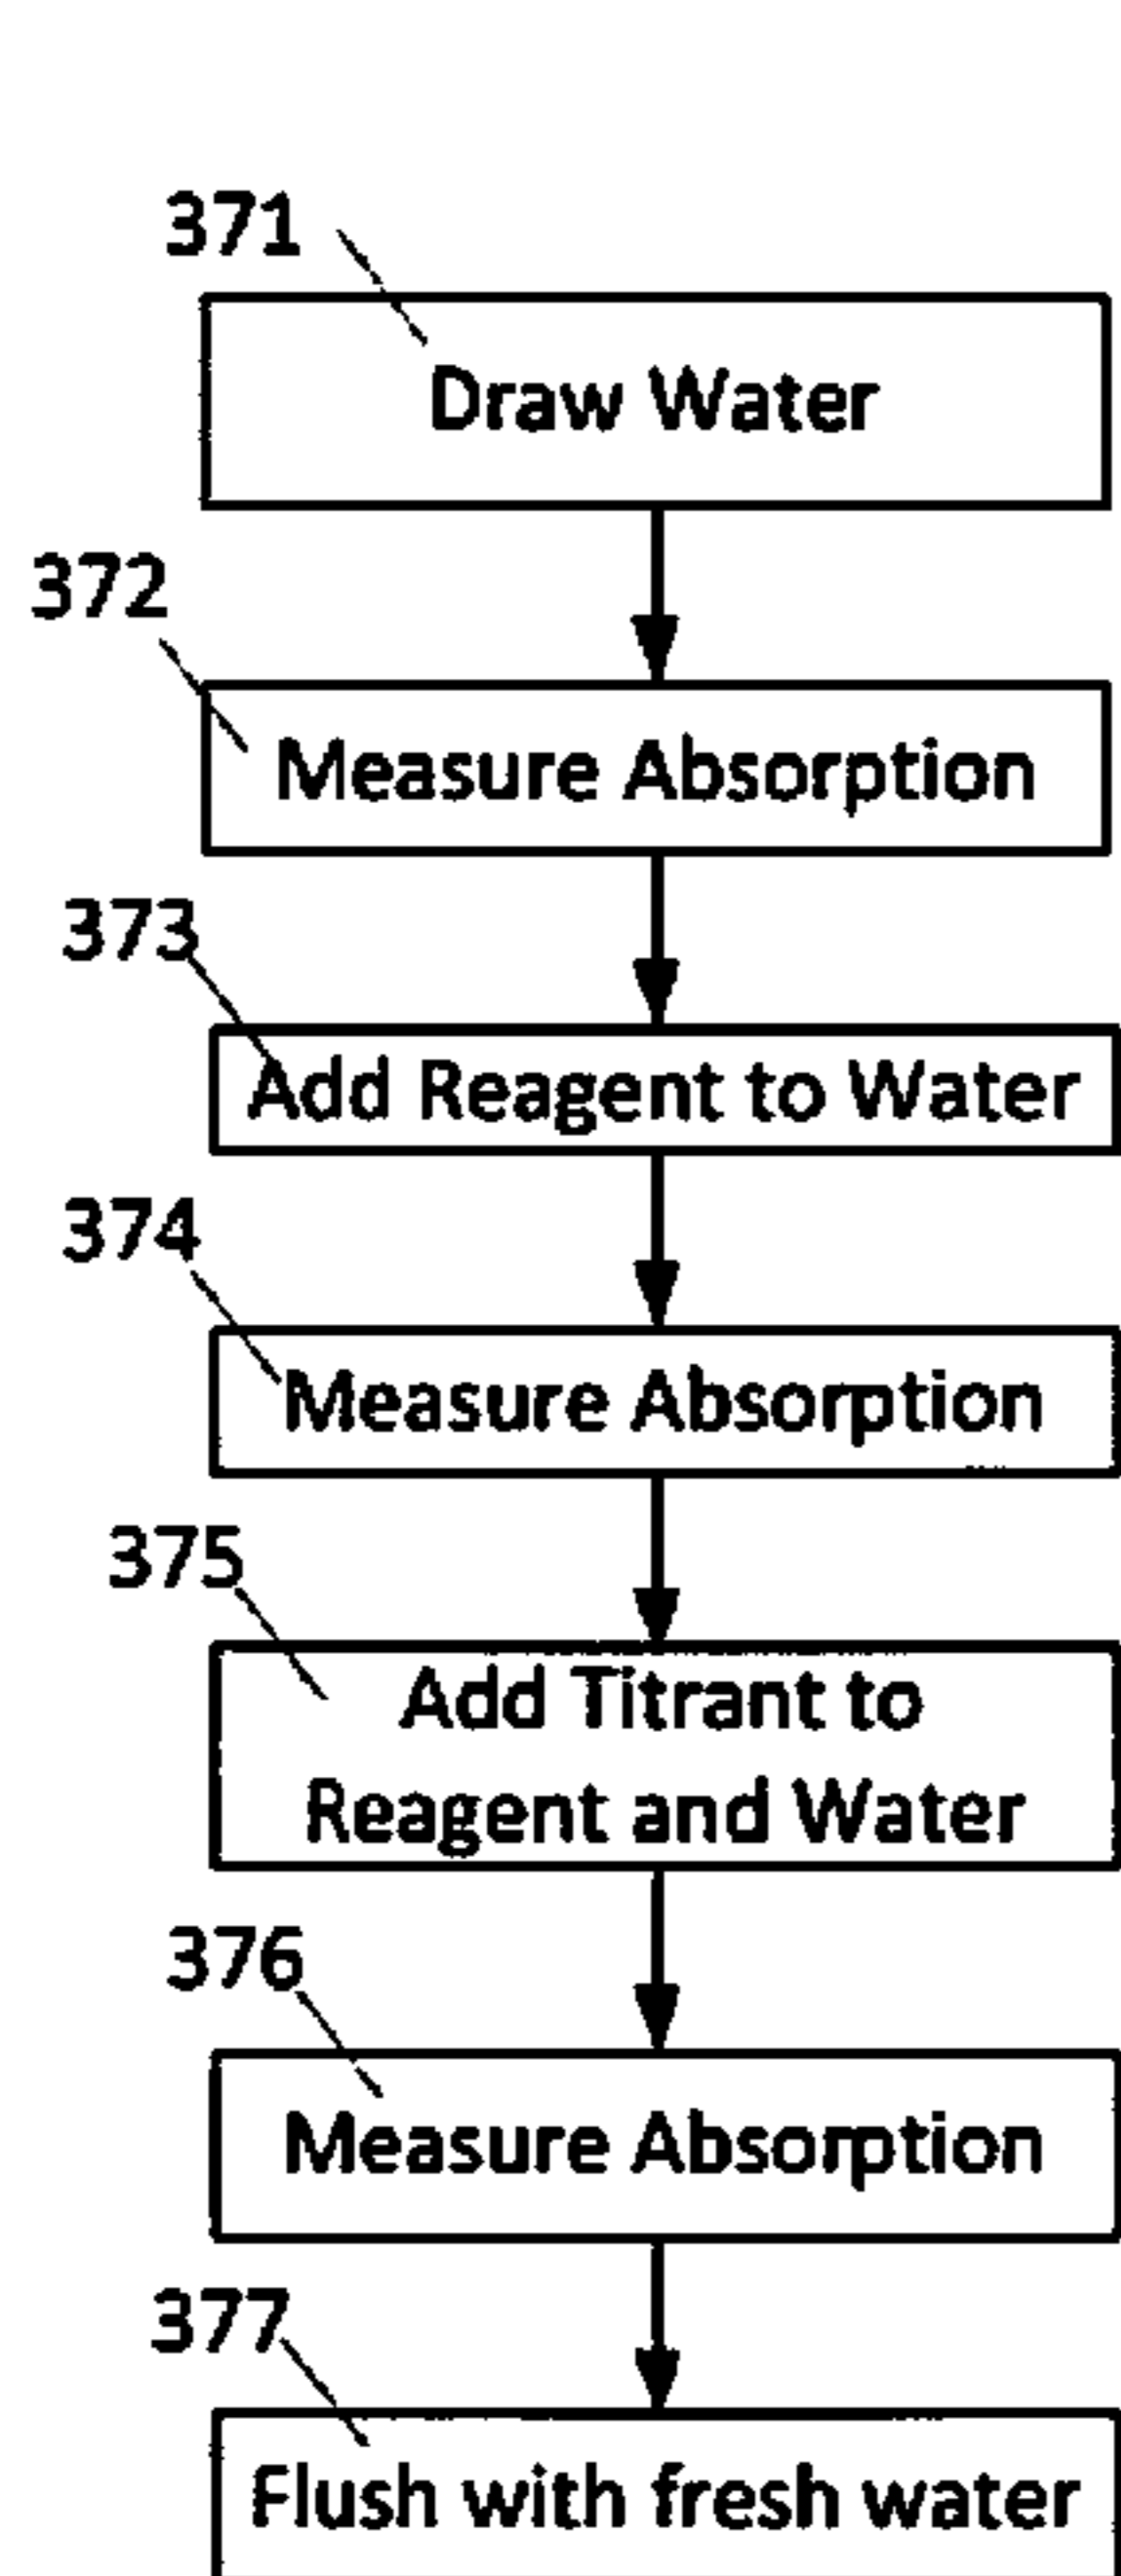 371
Draw Water
372
Measure Absorption
373
Add Reagent to Water
374
Measure Absorption
375
Add Titrant to
Reagent and Water
376
Measure Absorption
377
Flush with fresh water